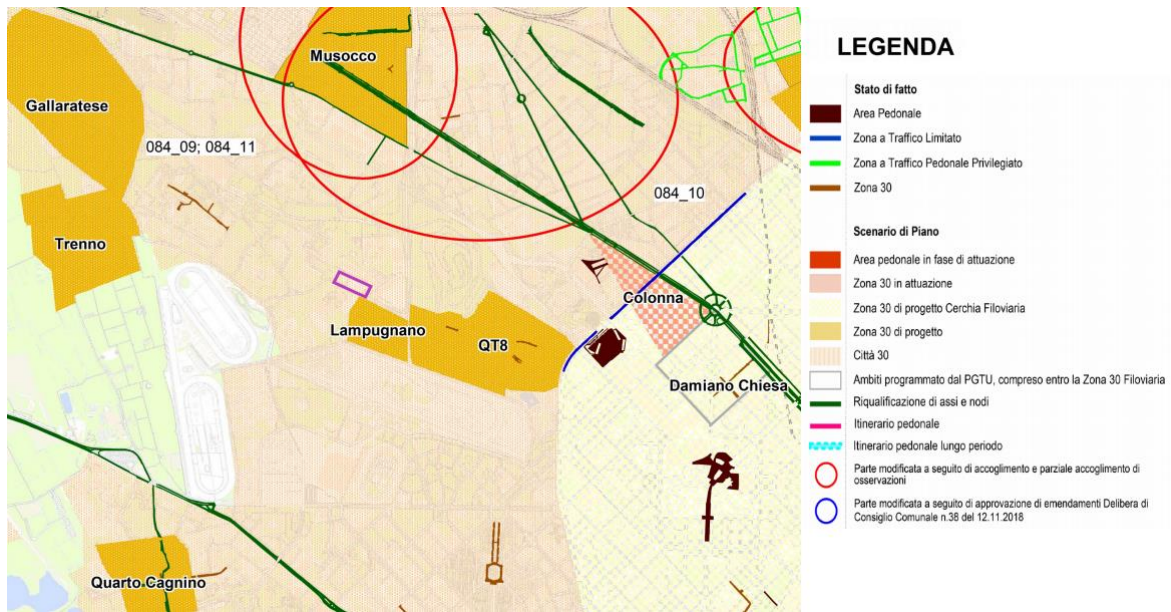 Musocco
Gallaratese
084_09; 084_11
084_10
Trenno
Colonna
Lampugnano
QT8
Damiano Chiesa
Quarto Cagnino
LEGENDA
Stato di fatto
Area Pedonale
Zona a Traffico Limitato
Zona a Traffico Pedonale Privilegiato
Zona 30
Scenario di Piano
Area pedonale in fase di attuazione
Zona 30 in attuazione
Zona 30 di progetto Cerchia Filoviaria
Zona 30 di progetto
Città 30
Ambiti programmato dal PGTU, compreso entro la Zona 30 Filoviaria
Riqualificazione di assi e nodi
Itinerario pedonale
Itinerario pedonale lungo periodo
Parte modificata a seguito di accoglimento e parziale accoglimento di
osservazioni
Parte modificata a seguito di approvazione di emendamenti Delibera di
Consiglio Comunale n.38 del 12.11.2018